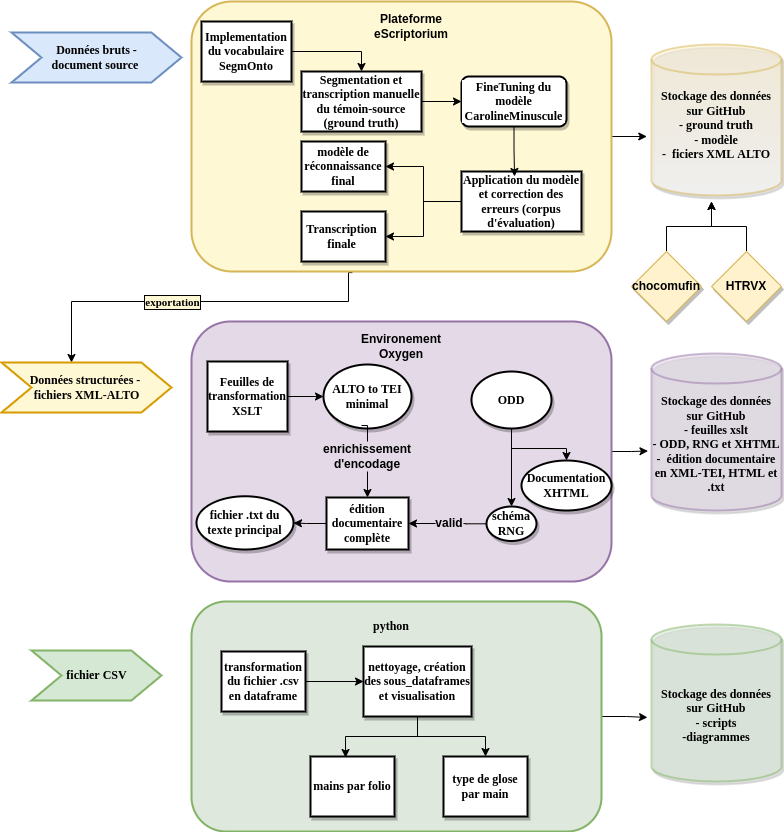 Données bruts -
document source
Plateforme
eScriptorium
Implementation
du vocabulaire
SegmOnto
Segmentation et
transcription manuelle
du témoin-source
(ground truth)
FineTuning du
modèle
CarolineMinuscule
modèle de
réconnaissance
final
Application du modèle
et correction des
erreurs (corpus
d'évaluation)
Transcription
finale
Stockage des données
sur GitHub
- ground truth
- modèle
- ficiers XML ALTO
chocomufin
HTRVX
exportation
Données structurées -
fichiers XML-ALTO
Environement
Oxygen
Feuilles de
transformation
XSLT
ALTO to TEI
minimal
ODD
enrichissement
d'encodage
Documentation
XHTML
fichier .txt du
texte principal
édition
documentaire
complète
valid
schéma
RNG
Stockage des données
sur GitHub
- feuilles xslt
- ODD, RNG et XHTML
- édition documentaire
en XML-TEI, HTML et
.txt
fichier CSV
python
transformation
du fichier .csv
en dataframe
nettoyage, création
des sous_dataframes
et visualisation
mains par folio
type de glose
par main
Stockage des données
sur GitHub
- scripts
-diagrammes